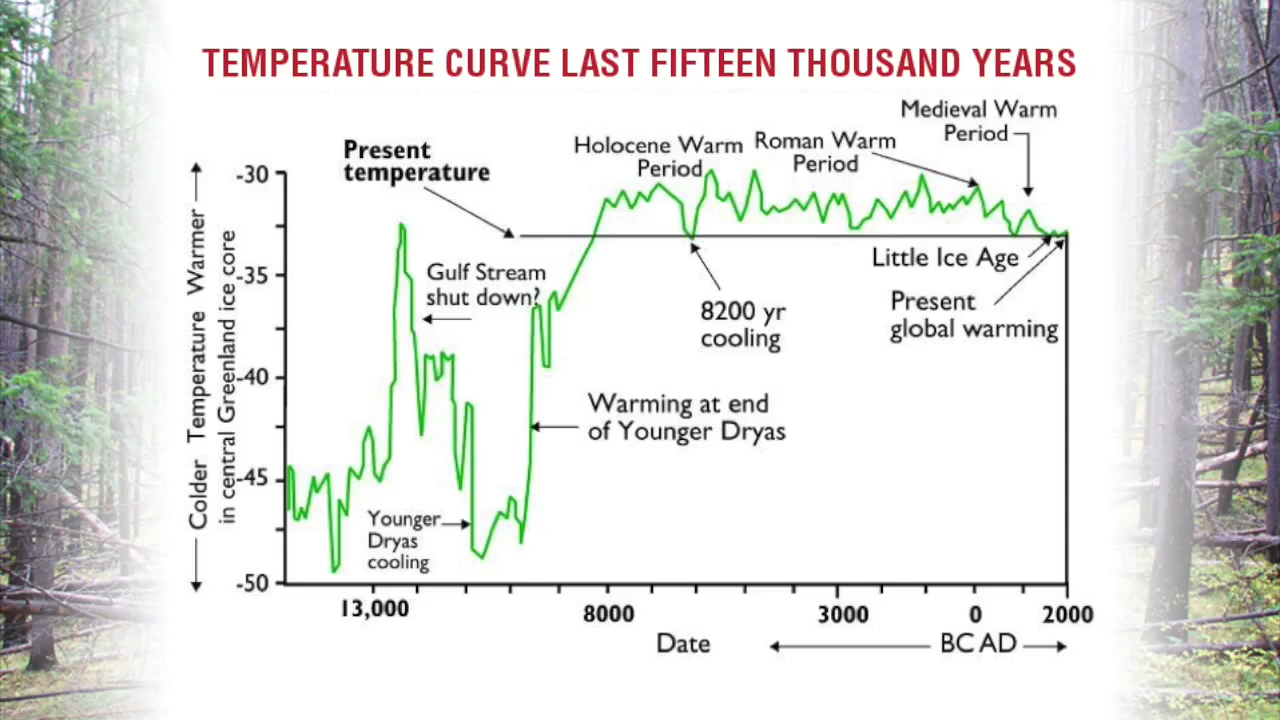 TEMPERATURE CURVE LAST FIFTEEN THOUSAND YEARS
Medieval Warm
Period
Holocene Warm
Period
Roman Warm
Period
Present
temperature
-30
-35
-40
-45
-50
Colder Temperature Warmer
in central Greenland ice core
Gulf Stream
shut down?
Little Ice Age
8200 yr
cooling
Present
global warming
Warming at end
of Younger Dryas
Younger
Dryas
cooling
13,000 8000 3000 0 2000
Date
BC AD